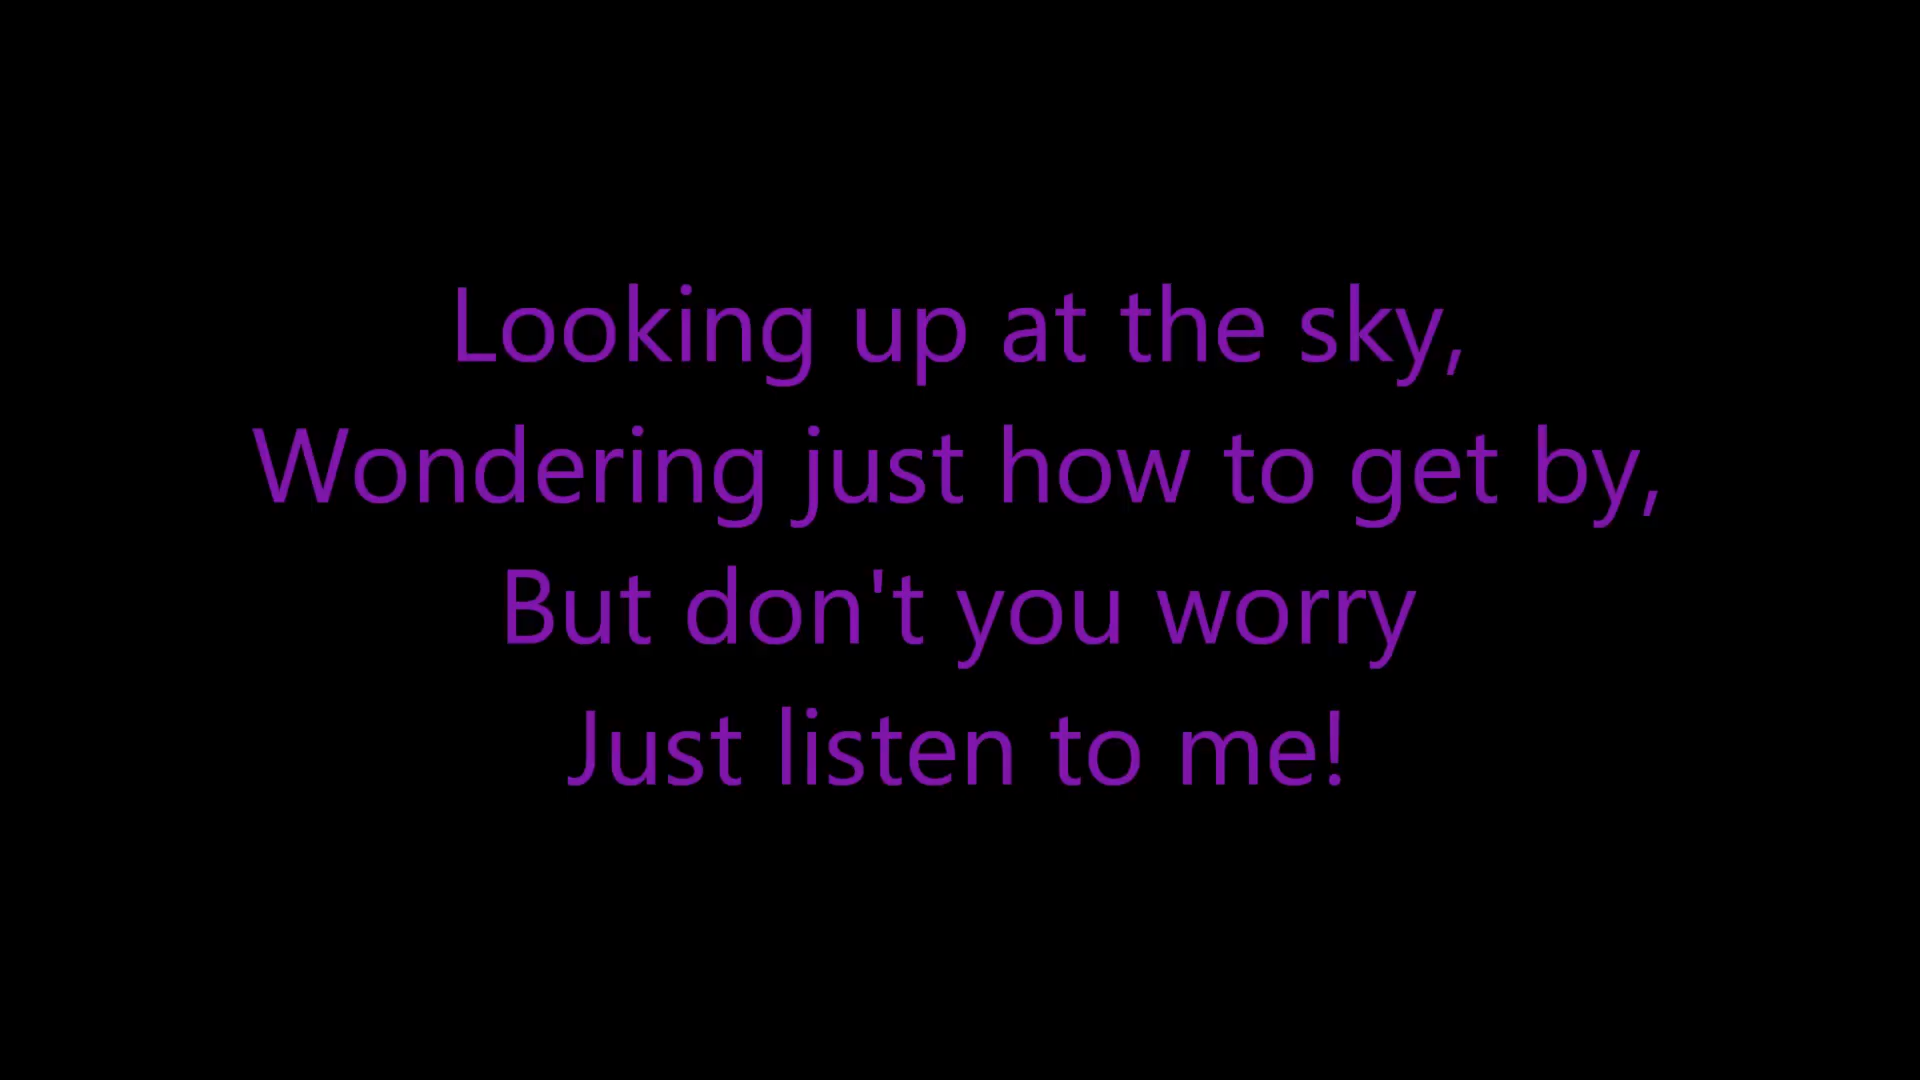 Looking up at the sky,
Wondering just how to get by,
But don't you worry
Just listen to me!